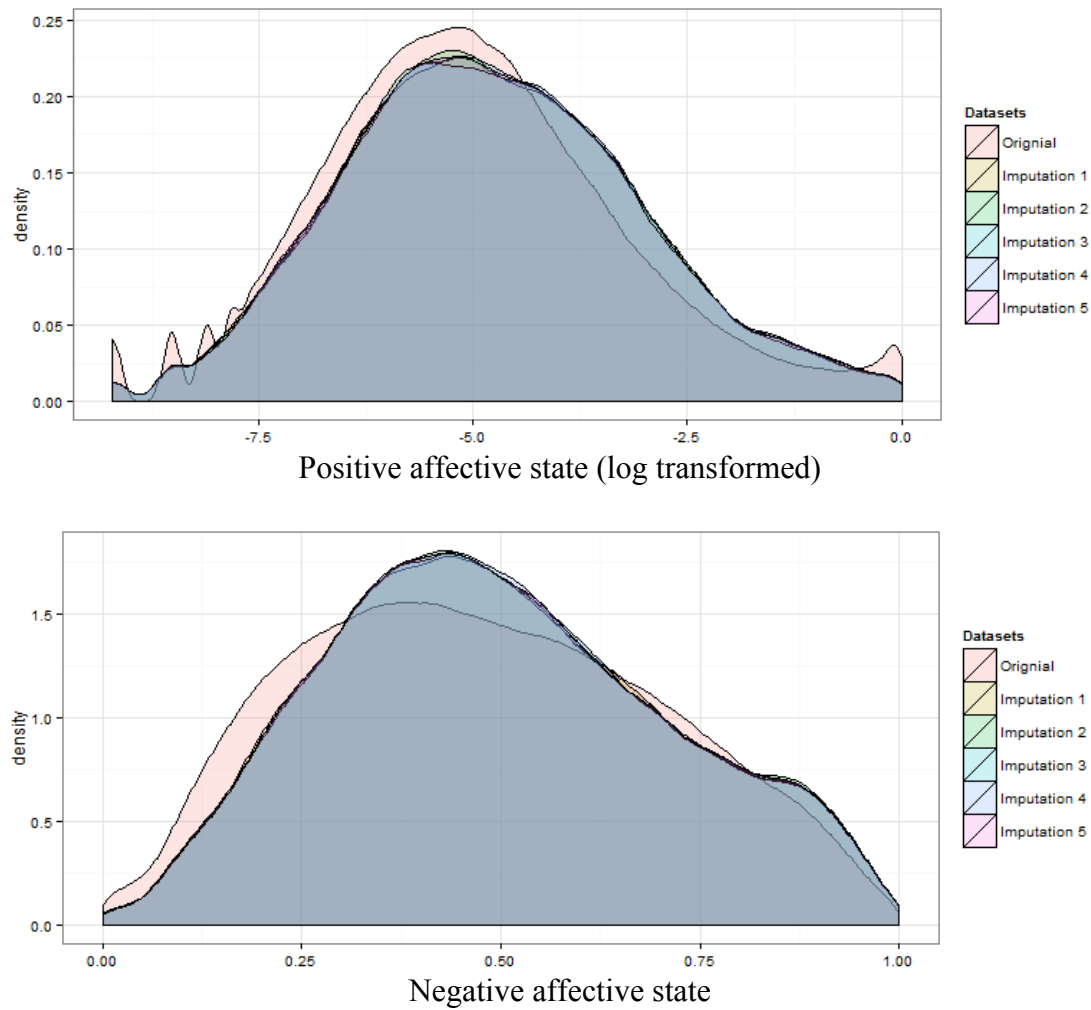 0.25
0.20
0.15
0.10
0.05
0.00
density
-7.5 -5.0 -2.5 0.0
Positive affective state (log transformed)
Datasets
Orignial
Imputation 1
Imputation 2
Imputation 3
Imputation 4
Imputation 5
1.5
1.0
0.5
0.0
density
0.00 0.25 0.50 0.75 1.00
Negative affective state
Datasets
Orignial
Imputation 1
Imputation 2
Imputation 3
Imputation 4
Imputation 5